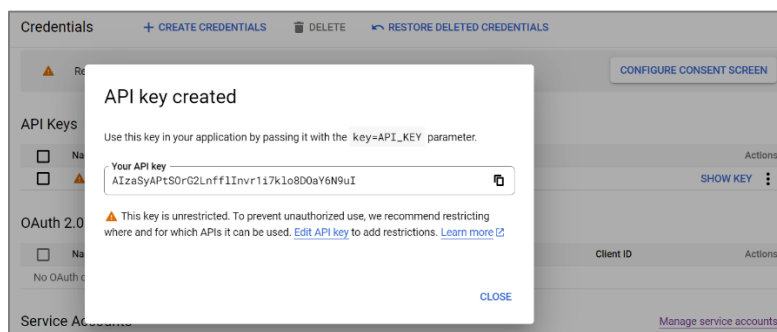 Credentials + CREATE CREDENTIALS DELETE RESTORE DELETED CREDENTIALS
CONFIGURE CONSENT SCREEN
API key created
Use this key in your application by passing it with the key=API_KEY parameter.
Your API key
AIzaSyAPtSOrG2LnfflInvr1i7klo8DOaY6N9uI
This key is unrestricted. To prevent unauthorized use, we recommend restricting
where and for which APIs it can be used. Edit API key to add restrictions. Learn more
CLOSE
API Keys
Actions
SHOW KEY
OAuth 2.0
Client ID Actions
No OAuth
Service
Manage service accounts